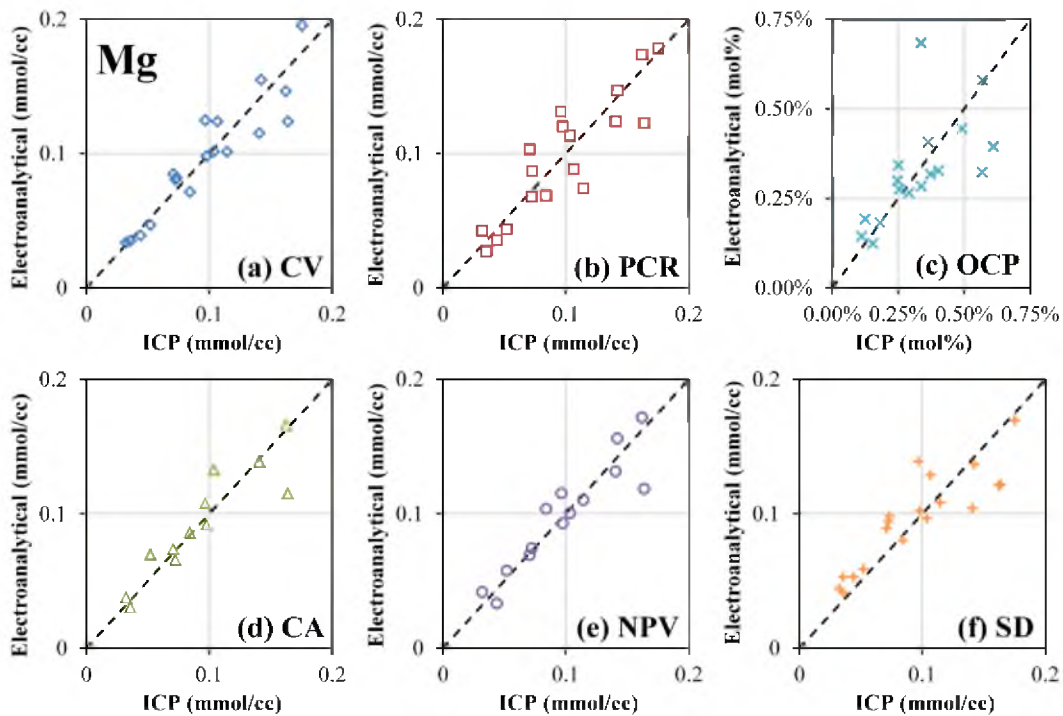 Mg
Electroanalytical (mmol/cc)
0.2
0.1
0
(a) CV
0
0.1
0.2
ICP (mmol/cc)
Electroanalytical (mmol/cc)
0.2
0.1
0
(b) PCR
0
0.1
0.2
ICP (mmol/cc)
Electroanalytical (mol%)
0.75%
0.50%
0.25%
0.00%
(c) OCP
0.00% 0.25% 0.50% 0.75%
ICP (mol%)
Electroanalytical (mmol/cc)
0.2
0.1
0
(d) CA
0
0.1
0.2
ICP (mmol/cc)
Electroanalytical (mmol/cc)
0.2
0.1
0
(e) NPV
0
0.1
0.2
ICP (mmol/cc)
Electroanalytical (mmol/cc)
0.2
0.1
0
(f) SD
0
0.1
0.2
ICP (mmol/cc)